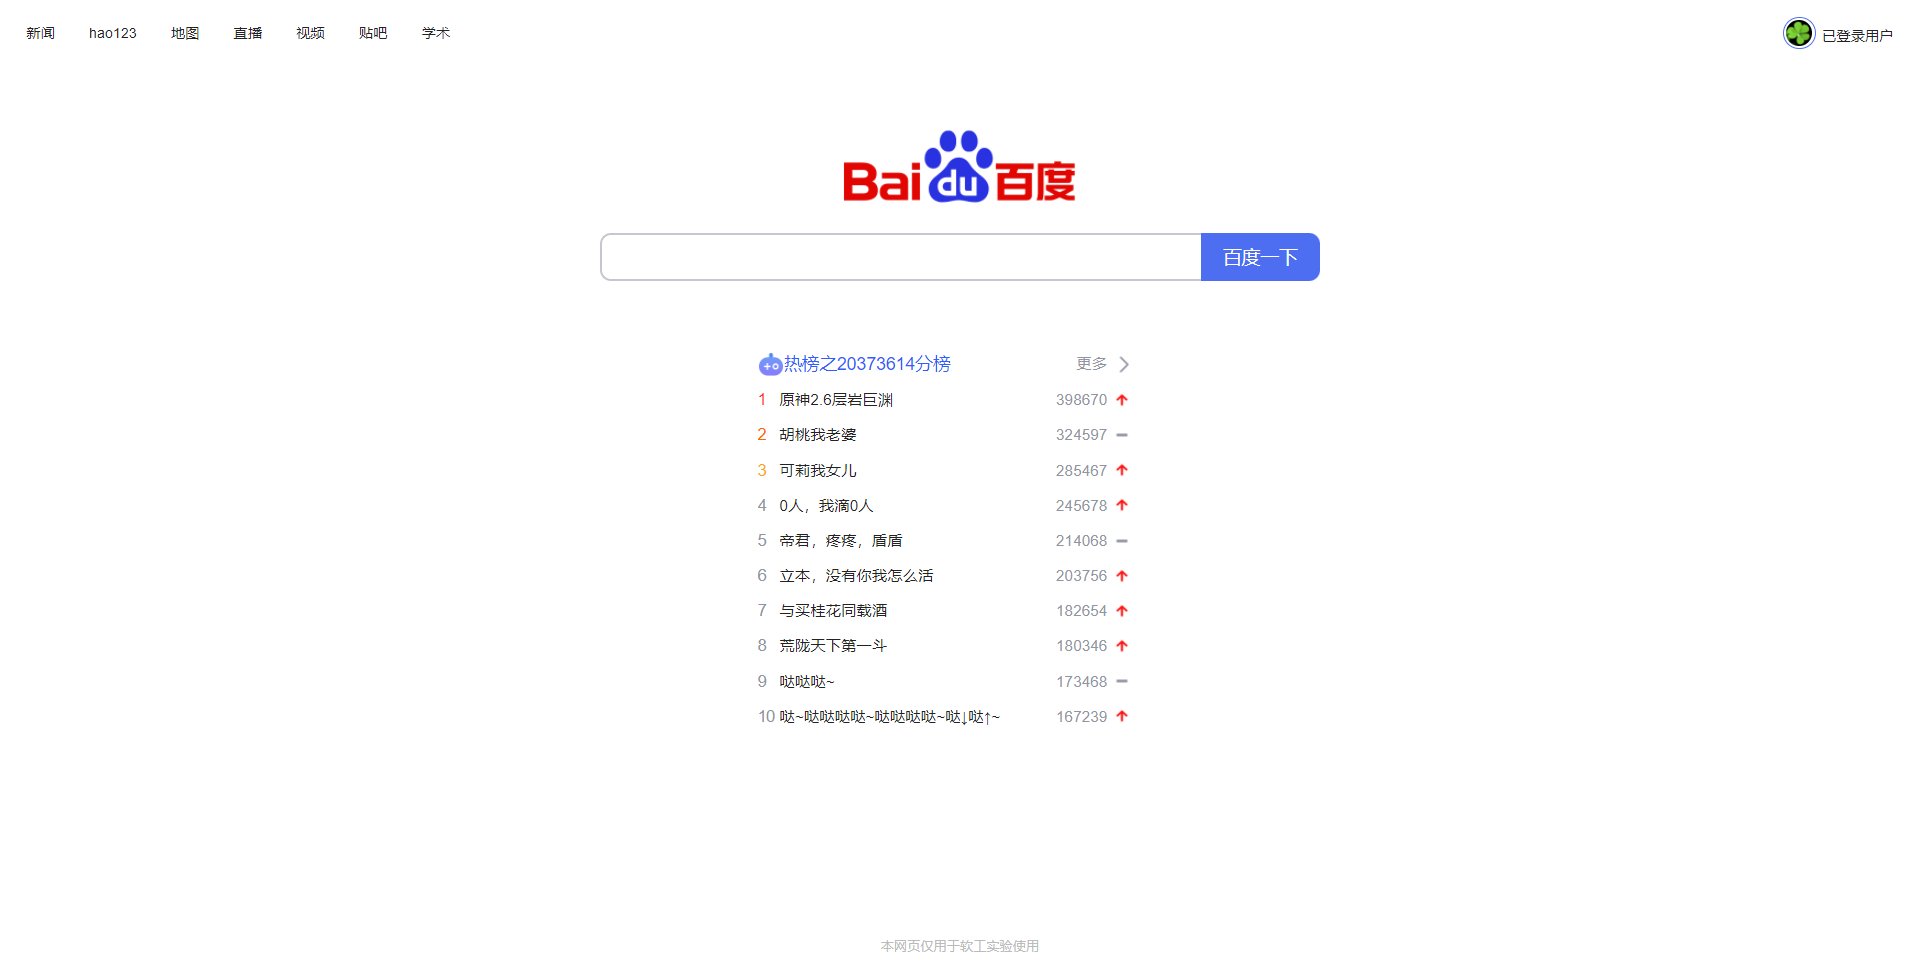 新闻 hao123 地图 直播 视频 贴吧 学术 已登录用户
Bai du 百度
百度一下
热榜之20373614分榜 更多
1 原神2.6层岩巨渊 398670
2 胡桃我老婆 324597
3 可莉我女儿 285467
4 0人，我滴0人 245678
5 帝君，疼疼，盾盾 214068
6 立本，没有你我怎么活 203756
7 与买桂花同载酒 182654
8 荒陇天下第一斗 180346
9 哒哒哒~ 173468
10 哒~哒哒哒哒~哒哒哒哒~哒↓哒↑~ 167239
本网页仅用于软工实验使用